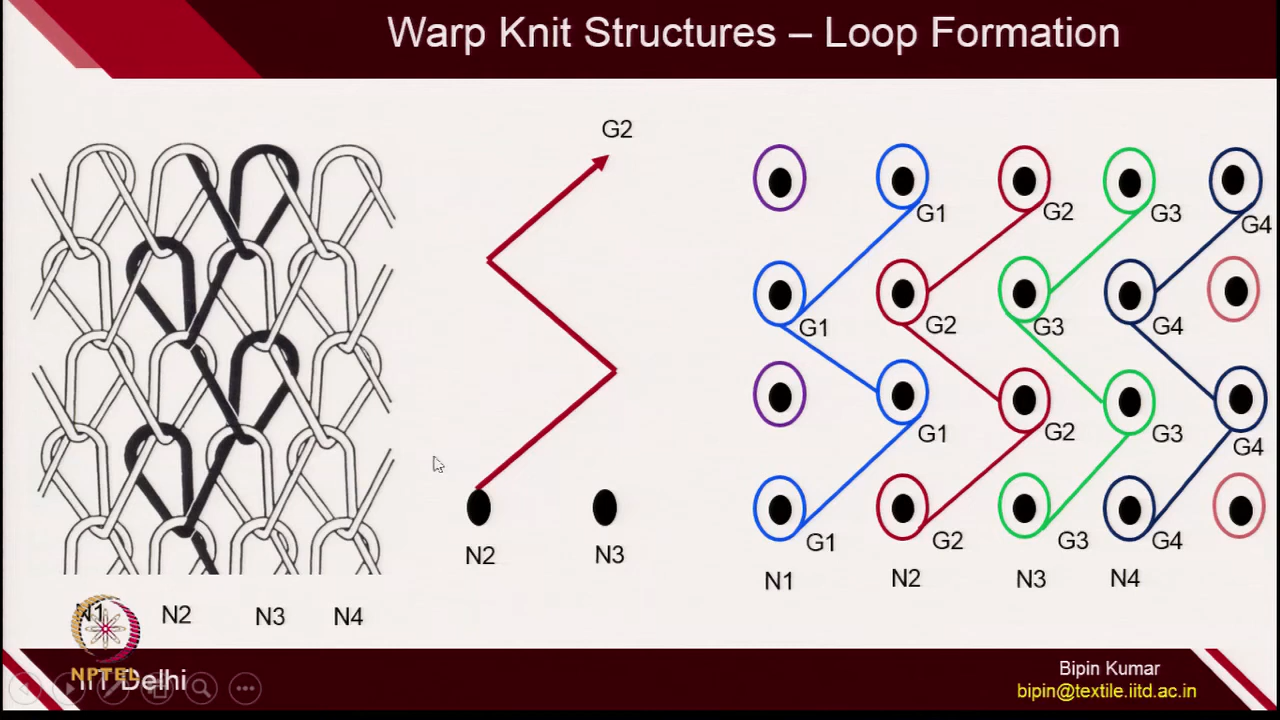 Warp Knit Structures – Loop Formation
G2
G1
G2
G3
G4
G1
G2
G3
G4
G1
G2
G3
G4
G1
G2
G3
G4
N2
N3
N1
N2
N3
N4
N1
N2
N3
N4
NPTEL
IIT Delhi
Bipin Kumar
bipin@textile.iitd.ac.in